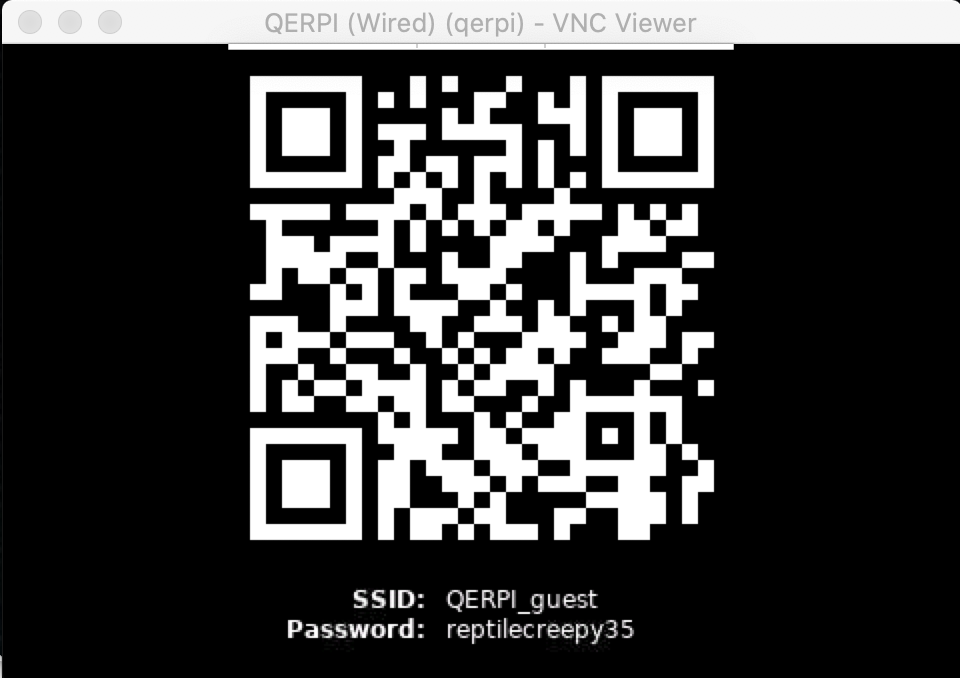 QERPI (Wired) (qerpi) - VNC Viewer
SSID: QERPI_guest
Password: reptilecreepy35